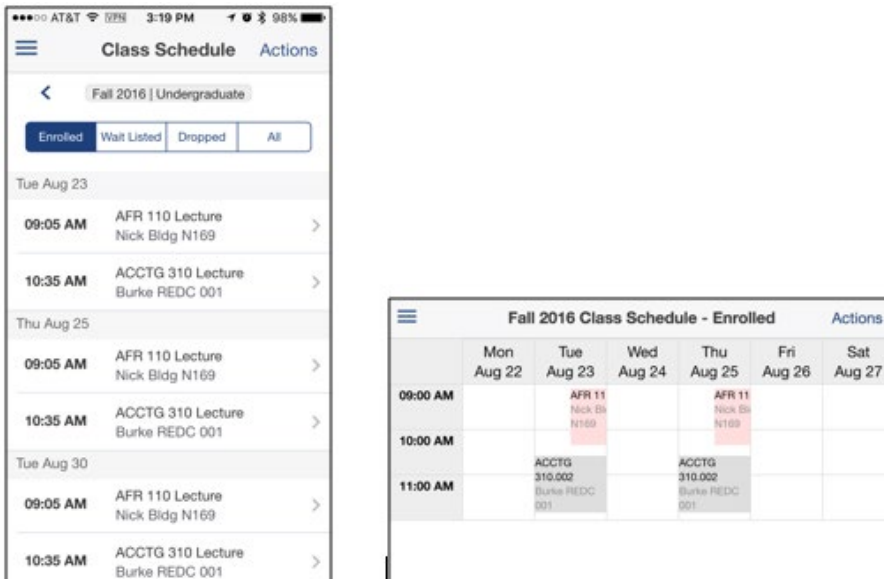 AT&T VPN 3:19 PM 98%
Class Schedule Actions
Fall 2016 | Undergraduate
Enrolled Wait Listed Dropped All
Tue Aug 23
09:05 AM AFR 110 Lecture
Nick Bldg N169
10:35 AM ACCTG 310 Lecture
Burke REDC 001
Thu Aug 25
09:05 AM AFR 110 Lecture
Nick Bldg N169
10:35 AM ACCTG 310 Lecture
Burke REDC 001
Tue Aug 30
09:05 AM AFR 110 Lecture
Nick Bldg N169
10:35 AM ACCTG 310 Lecture
Burke REDC 001
Fall 2016 Class Schedule - Enrolled Actions
Mon Tue Wed Thu Fri Sat
Aug 22 Aug 23 Aug 24 Aug 25 Aug 26 Aug 27
09:00 AM AFR 11 AFR 11
Nick Bl Nick Bl
N169 N169
10:00 AM
ACCTG ACCTG
310.002 310.002
11:00 AM Burke REDC Burke REDC
001 001